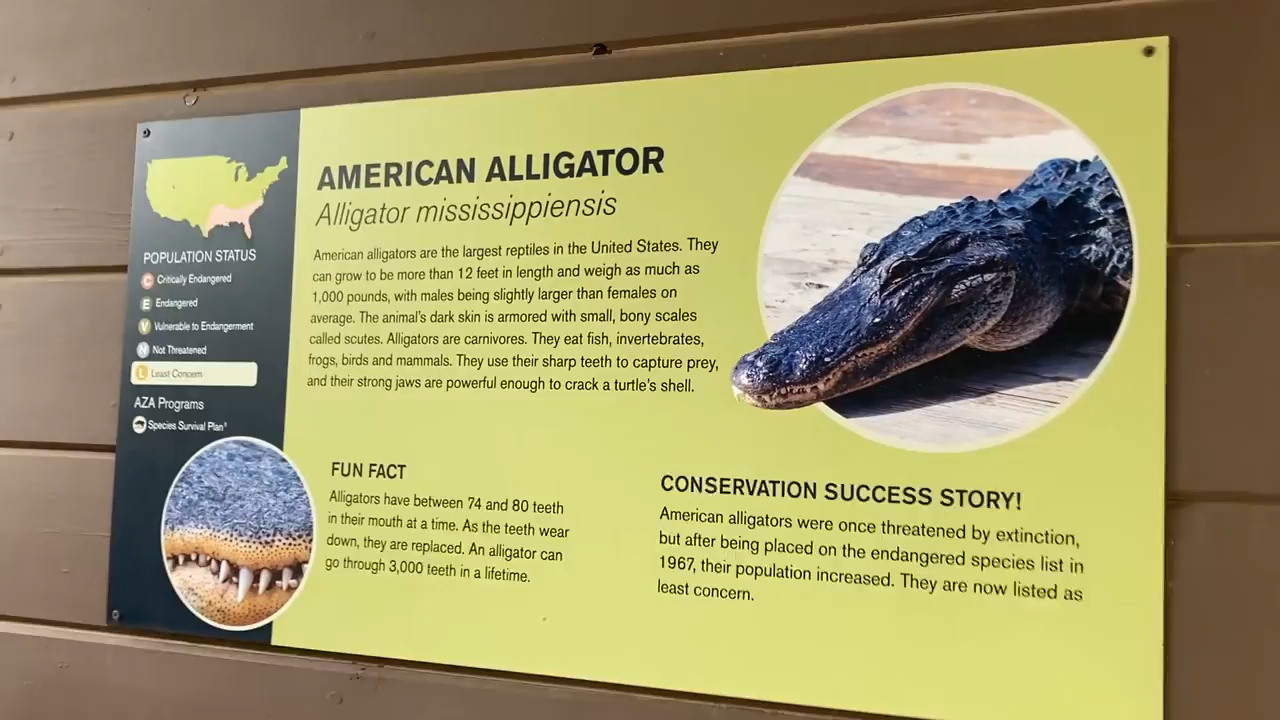 AMERICAN ALLIGATOR
Alligator mississippiensis
American alligators are the largest reptiles in the United States. They
can grow to be more than 12 feet in length and weigh as much as
1,000 pounds, with males being slightly larger than females on
average. The animal's dark skin is armored with small, bony scales
called scutes. Alligators are carnivores. They eat fish, invertebrates,
frogs, birds and mammals. They use their sharp teeth to capture prey,
and their strong jaws are powerful enough to crack a turtle's shell.
POPULATION STATUS
C Critically Endangered
E Endangered
V Vulnerable to Endangerment
N Not Threatened
L Least Concern
AZA Programs
Species Survival Plan®
FUN FACT
Alligators have between 74 and 80 teeth
in their mouth at a time. As the teeth wear
down, they are replaced. An alligator can
go through 3,000 teeth in a lifetime.
CONSERVATION SUCCESS STORY!
American alligators were once threatened by extinction,
but after being placed on the endangered species list in
1967, their population increased. They are now listed as
least concern.